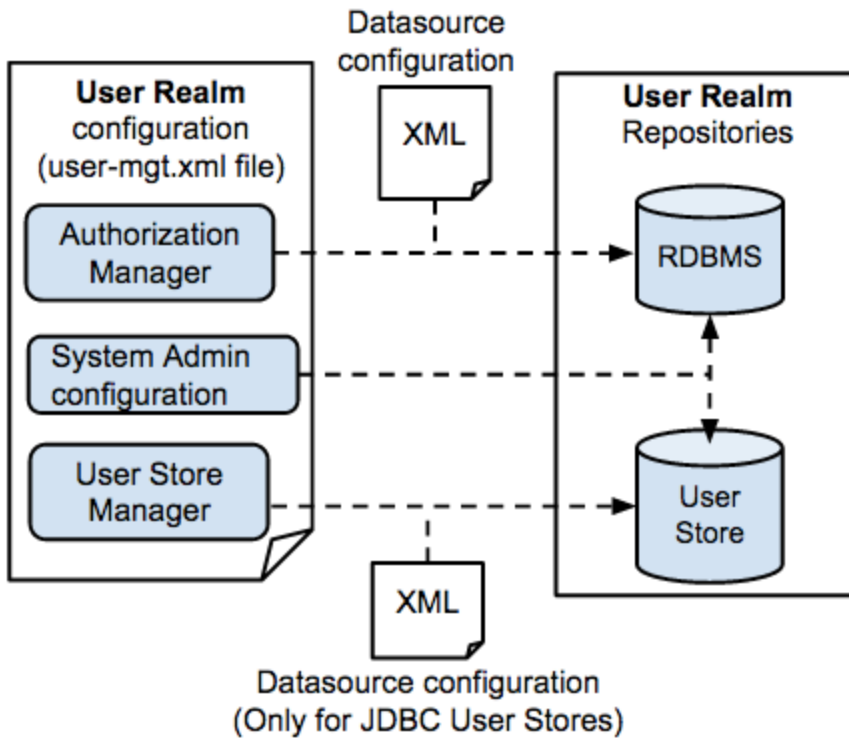 Datasource
configuration
User Realm
configuration
(user-mgt.xml file)
XML
User Realm
Repositories
Authorization
Manager
RDBMS
System Admin
configuration
User Store
Manager
User
Store
XML
Datasource configuration
(Only for JDBC User Stores)